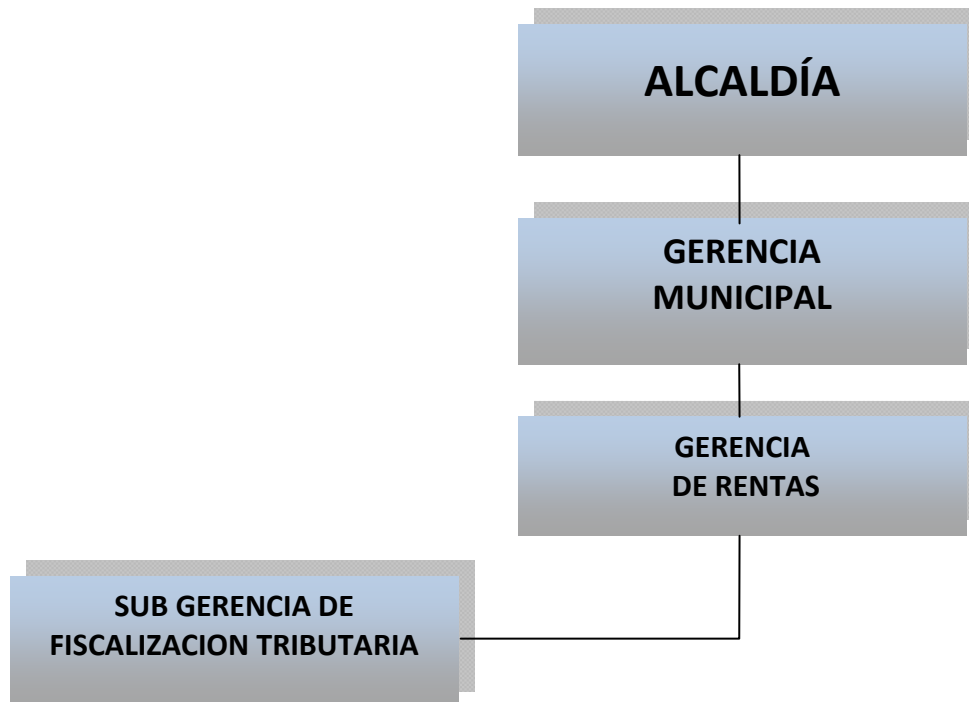 ALCALDÍA
GERENCIA
MUNICIPAL
GERENCIA
DE RENTAS
SUB GERENCIA DE
FISCALIZACION TRIBUTARIA